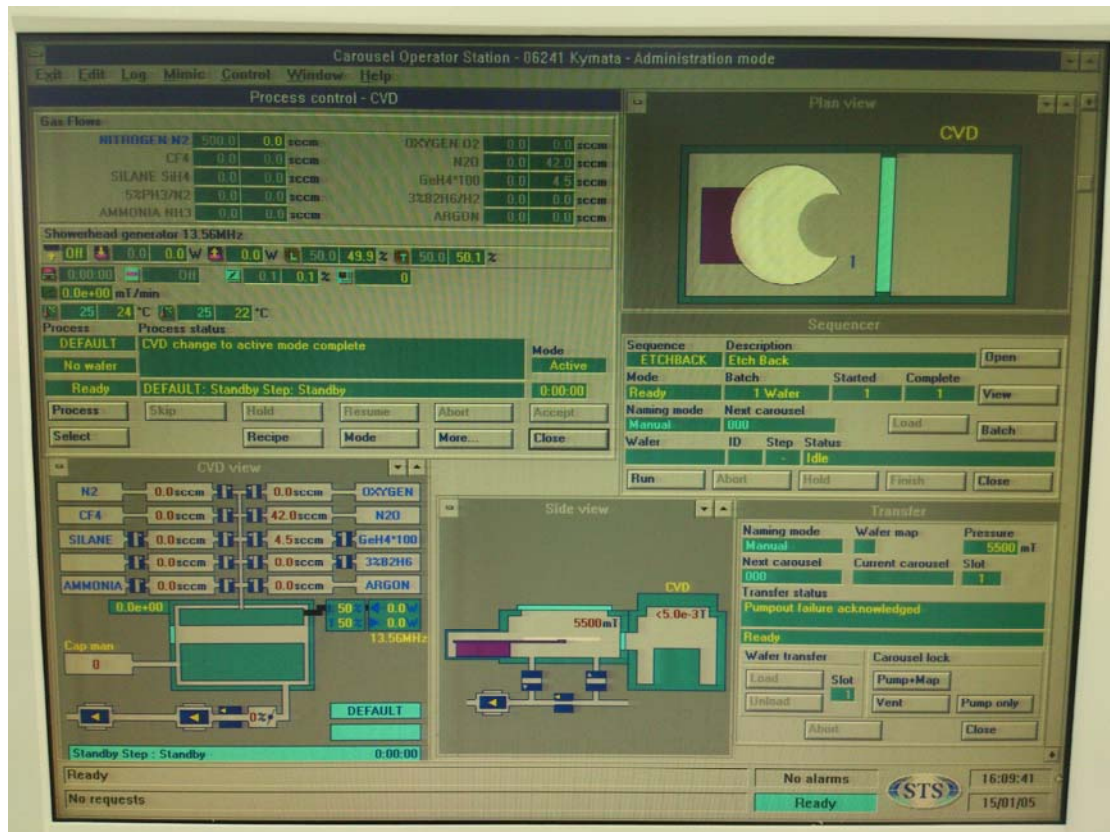 Carousel Operator Station - 06241 Kymata - Administration mode
Exit Edit Log Mimic Control Window Help
Process control - CVD
Gas Flows
NITROGEN N2 500.0 0.0 sccm OXYGEN O2 0.0 0.0 sccm
CF4 0.0 0.0 sccm N2O 0.0 42.0 sccm
SILANE SiH4 0.0 0.0 sccm GeH4*100 0.0 4.5 sccm
5%PH3/N2 0.0 0.0 sccm 3%B2H6/H2 0.0 0.0 sccm
AMMONIA NH3 0.0 0.0 sccm ARGON 0.0 0.0 sccm
Showerhead generator 13.56MHz
Off 0.0 0.0 W 0.0 W L 50.0 49.9 % T 50.0 50.1 %
0:00:00 Off 0.1 0.1 % 0
0.0e+00 mT/min
25 24 °C 25 22 °C
Process Process status
DEFAULT CVD change to active mode complete Mode
No wafer Active
Ready DEFAULT: Standby Step: Standby 0:00:00
Process Skip Hold Resume Abort Accept
Select Recipe Mode More... Close
Plan view
CVD
1
Sequencer
Sequence Description
ETCHBACK Etch Back Open
Mode Batch Started Complete
Ready 1 Wafer 1 1 View
Naming mode Next carousel
Manual 000 Load Batch
Wafer ID Step Status
- Idle
Run Abort Hold Finish Close
CVD view
N2 0.0sccm 0.0sccm OXYGEN
CF4 0.0sccm 42.0sccm N2O
SILANE 0.0sccm 4.5sccm GeH4*100
0.0sccm 0.0sccm 3%B2H6
AMMONIA 0.0sccm 0.0sccm ARGON
0.0e+00 50% 0.0W
50% 0.0W
13.56MHz
Cap man
0
0%
DEFAULT
Standby Step : Standby 0:00:00
Side view
CVD
5500mT <5.0e-3T
Transfer
Naming mode Wafer map Pressure
Manual 5500 mT
Next carousel Current carousel Slot
000 1
Transfer status
Pumpout failure acknowledged
Ready
Wafer transfer Carousel lock
Load Slot Pump+Map
Unload 1 Vent Pump only
Abort Close
Ready No alarms STS 16:09:41
No requests Ready 15/01/05